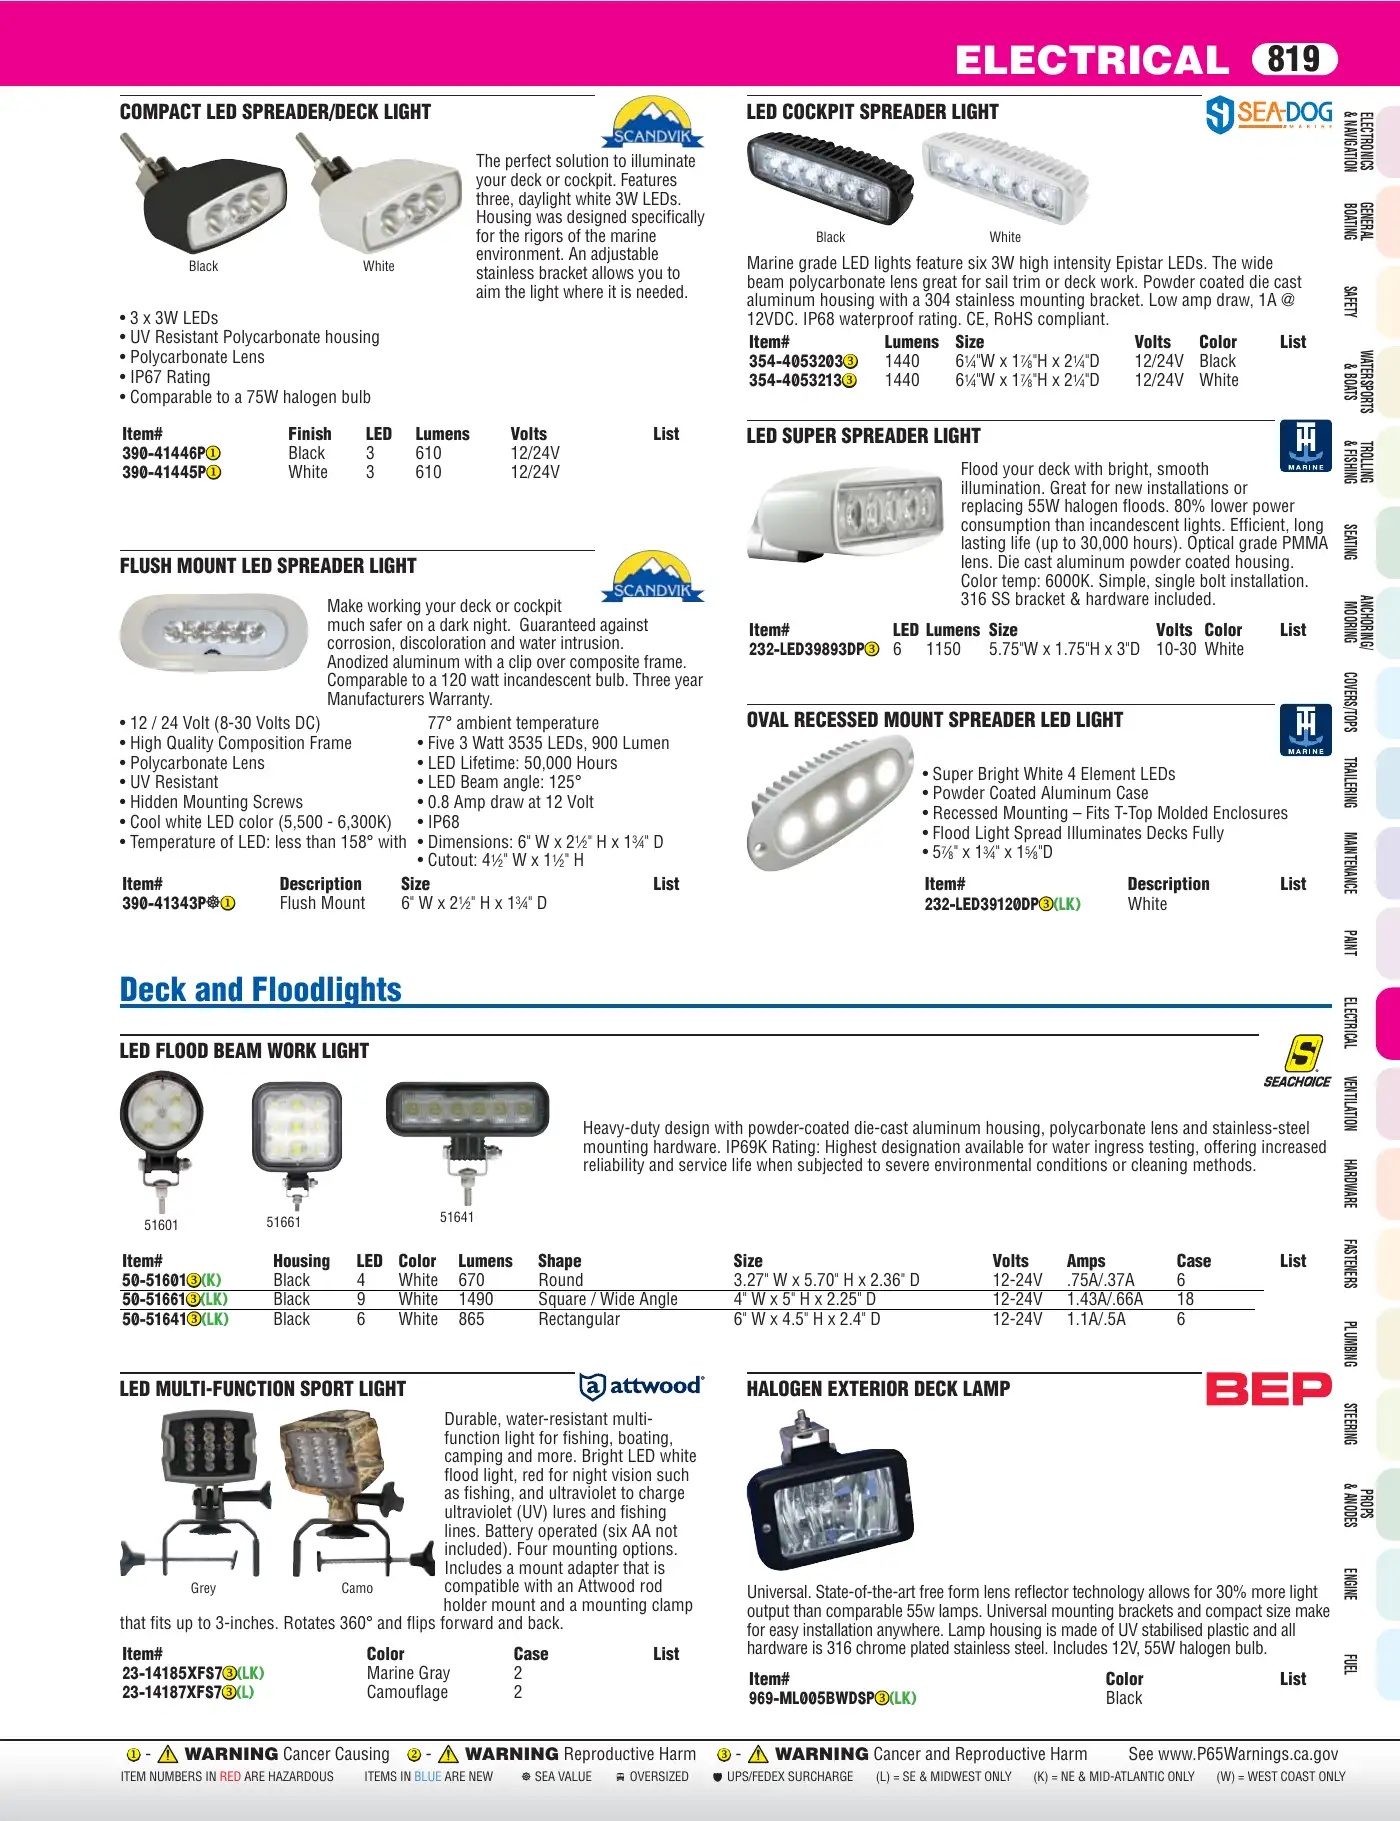 ELECTRICAL 819
COMPACT LED SPREADER/DECK LIGHT
SCANDVIK
The perfect solution to illuminate
your deck or cockpit. Features
three, daylight white 3W LEDs.
Housing was designed specifically
for the rigors of the marine
environment. An adjustable
stainless bracket allows you to
aim the light where it is needed.
Black White
• 3 x 3W LEDs
• UV Resistant Polycarbonate housing
• Polycarbonate Lens
• IP67 Rating
• Comparable to a 75W halogen bulb
Item# Finish LED Lumens Volts List
390-41446P① Black 3 610 12/24V
390-41445P① White 3 610 12/24V
FLUSH MOUNT LED SPREADER LIGHT
SCANDVIK
Make working your deck or cockpit
much safer on a dark night. Guaranteed against
corrosion, discoloration and water intrusion.
Anodized aluminum with a clip over composite frame.
Comparable to a 120 watt incandescent bulb. Three year
Manufacturers Warranty.
• 12 / 24 Volt (8-30 Volts DC)
• High Quality Composition Frame
• Polycarbonate Lens
• UV Resistant
• Hidden Mounting Screws
• Cool white LED color (5,500 - 6,300K)
• Temperature of LED: less than 158° with
77° ambient temperature
• Five 3 Watt 3535 LEDs, 900 Lumen
• LED Lifetime: 50,000 Hours
• LED Beam angle: 125°
• 0.8 Amp draw at 12 Volt
• IP68
• Dimensions: 6" W x 2½" H x 1¾" D
• Cutout: 4½" W x 1½" H
Item# Description Size List
390-41343P☸① Flush Mount 6" W x 2½" H x 1¾" D
LED COCKPIT SPREADER LIGHT
SEA-DOG
MARINE
Black White
Marine grade LED lights feature six 3W high intensity Epistar LEDs. The wide
beam polycarbonate lens great for sail trim or deck work. Powder coated die cast
aluminum housing with a 304 stainless mounting bracket. Low amp draw, 1A @
12VDC. IP68 waterproof rating. CE, RoHS compliant.
Item# Lumens Size Volts Color List
354-4053203③ 1440 6¼"W x 1⅞"H x 2¼"D 12/24V Black
354-4053213③ 1440 6¼"W x 1⅞"H x 2¼"D 12/24V White
LED SUPER SPREADER LIGHT
TH
MARINE
Flood your deck with bright, smooth
illumination. Great for new installations or
replacing 55W halogen floods. 80% lower power
consumption than incandescent lights. Efficient, long
lasting life (up to 30,000 hours). Optical grade PMMA
lens. Die cast aluminum powder coated housing.
Color temp: 6000K. Simple, single bolt installation.
316 SS bracket & hardware included.
Item# LED Lumens Size Volts Color List
232-LED39893DP③ 6 1150 5.75"W x 1.75"H x 3"D 10-30 White
OVAL RECESSED MOUNT SPREADER LED LIGHT
TH
MARINE
• Super Bright White 4 Element LEDs
• Powder Coated Aluminum Case
• Recessed Mounting – Fits T-Top Molded Enclosures
• Flood Light Spread Illuminates Decks Fully
• 5⅞" x 1¾" x 1⅝"D
Item# Description List
232-LED39120DP③(LK) White
Deck and Floodlights
LED FLOOD BEAM WORK LIGHT
S
SEACHOICE
51601 51661 51641
Heavy-duty design with powder-coated die-cast aluminum housing, polycarbonate lens and stainless-steel
mounting hardware. IP69K Rating: Highest designation available for water ingress testing, offering increased
reliability and service life when subjected to severe environmental conditions or cleaning methods.
Item# Housing LED Color Lumens Shape Size Volts Amps Case List
50-51601③(K) Black 4 White 670 Round 3.27" W x 5.70" H x 2.36" D 12-24V .75A/.37A 6
50-51661③(LK) Black 9 White 1490 Square / Wide Angle 4" W x 5" H x 2.25" D 12-24V 1.43A/.66A 18
50-51641③(LK) Black 6 White 865 Rectangular 6" W x 4.5" H x 2.4" D 12-24V 1.1A/.5A 6
LED MULTI-FUNCTION SPORT LIGHT
attwood
Durable, water-resistant multi-
function light for fishing, boating,
camping and more. Bright LED white
flood light, red for night vision such
as fishing, and ultraviolet to charge
ultraviolet (UV) lures and fishing
lines. Battery operated (six AA not
included). Four mounting options.
Includes a mount adapter that is
compatible with an Attwood rod
holder mount and a mounting clamp
that fits up to 3-inches. Rotates 360° and flips forward and back.
Grey Camo
Item# Color Case List
23-14185XFS7③(LK) Marine Gray 2
23-14187XFS7③(L) Camouflage 2
HALOGEN EXTERIOR DECK LAMP
BEP
Universal. State-of-the-art free form lens reflector technology allows for 30% more light
output than comparable 55w lamps. Universal mounting brackets and compact size make
for easy installation anywhere. Lamp housing is made of UV stabilised plastic and all
hardware is 316 chrome plated stainless steel. Includes 12V, 55W halogen bulb.
Item# Color List
969-ML005BWDSP③(LK) Black
ELECTRONICS
& NAVIGATION
GENERAL
BOATING
SAFETY
WATERSPORTS
& BOATS
TROLLING
& FISHING
SEATING
ANCHORING/
MOORING
COVERS/TOPS
TRAILERING
MAINTENANCE
PAINT
ELECTRICAL
VENTILATION
HARDWARE
FASTENERS
PLUMBING
STEERING
PROPS
& ANODES
ENGINE
FUEL
① - ⚠ WARNING Cancer Causing ② - ⚠ WARNING Reproductive Harm ③ - ⚠ WARNING Cancer and Reproductive Harm See www.P65Warnings.ca.gov
ITEM NUMBERS IN RED ARE HAZARDOUS ITEMS IN BLUE ARE NEW ☸ SEA VALUE OVERSIZED UPS/FEDEX SURCHARGE (L) = SE & MIDWEST ONLY (K) = NE & MID-ATLANTIC ONLY (W) = WEST COAST ONLY